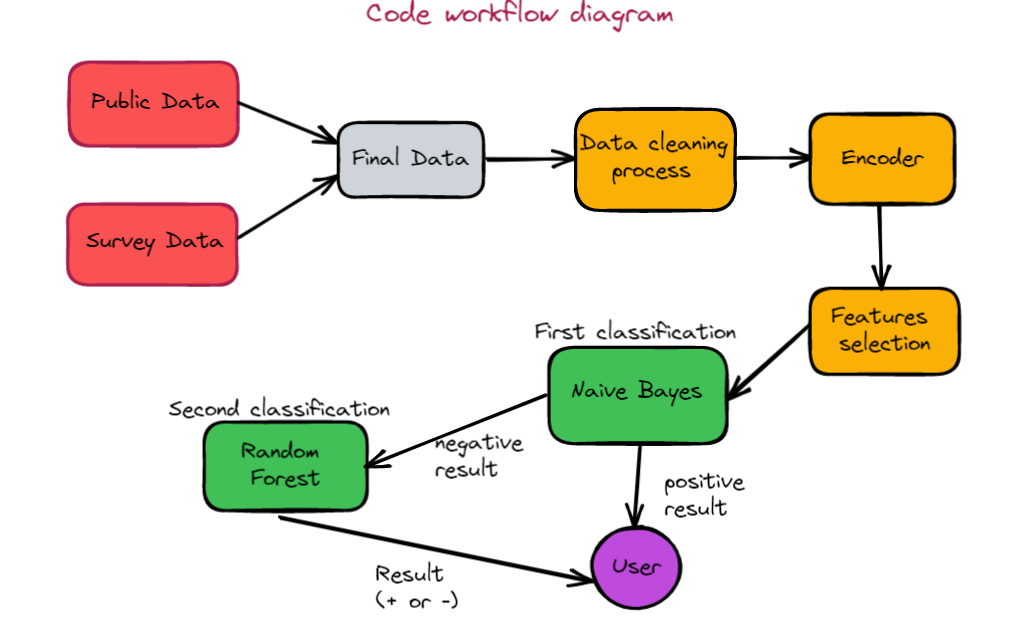 Code workflow diagram
Public Data
Survey Data
Final Data
Data cleaning
process
Encoder
Features
selection
First classification
Naive Bayes
Second classification
Random
Forest
negative
result
positive
result
User
Result
(+ or -)